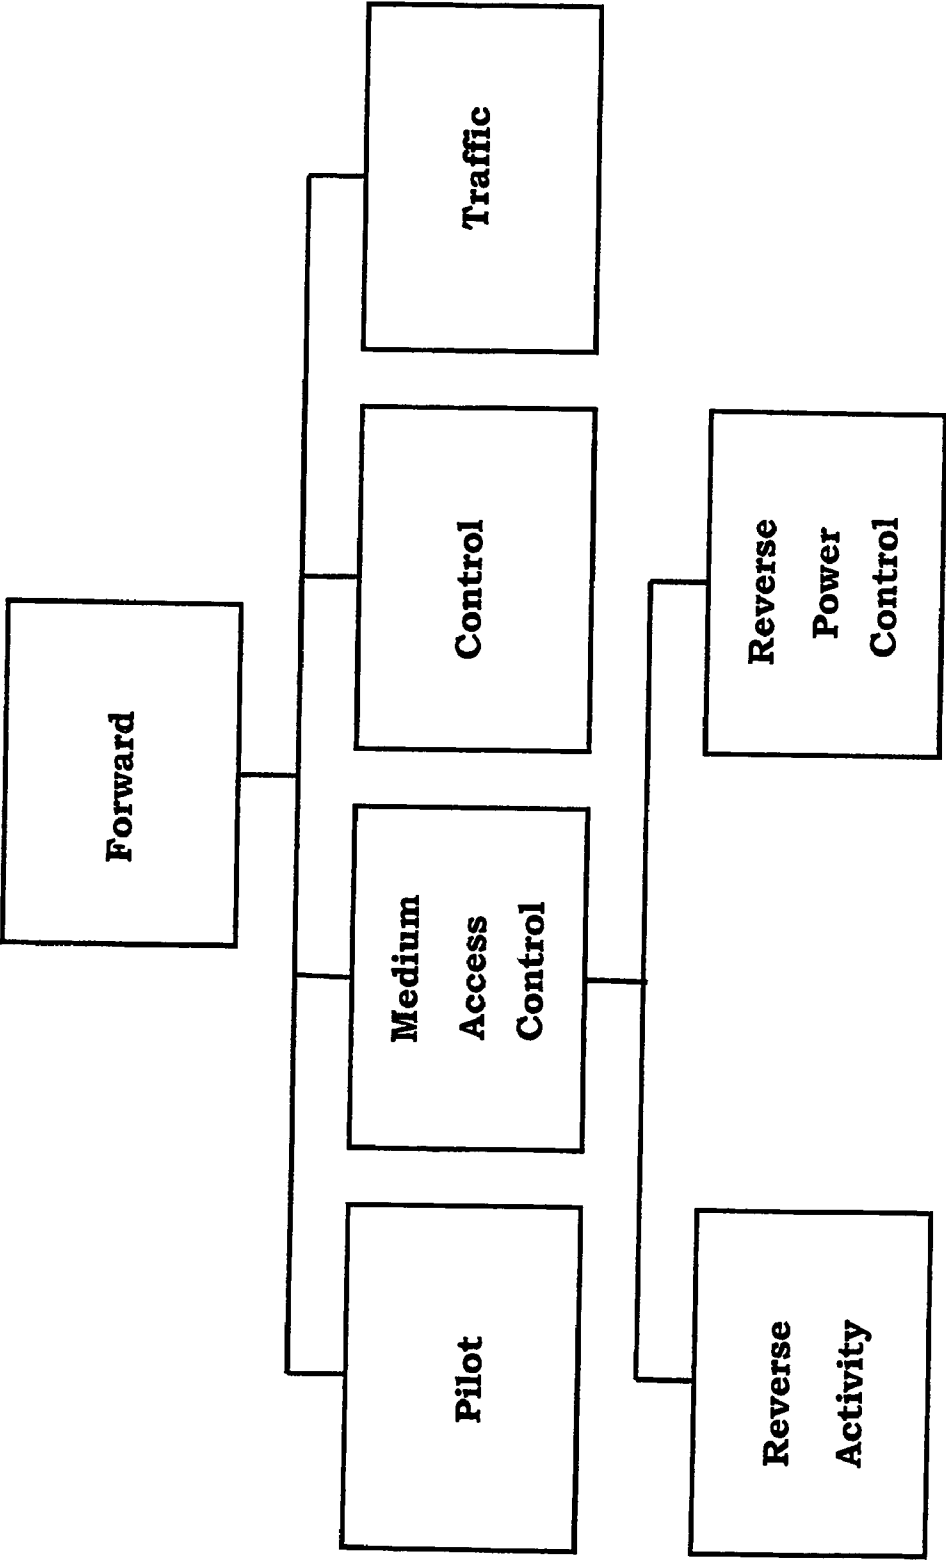 Forward
Pilot
Medium
Access
Control
Control
Traffic
Reverse
Activity
Reverse
Power
Control